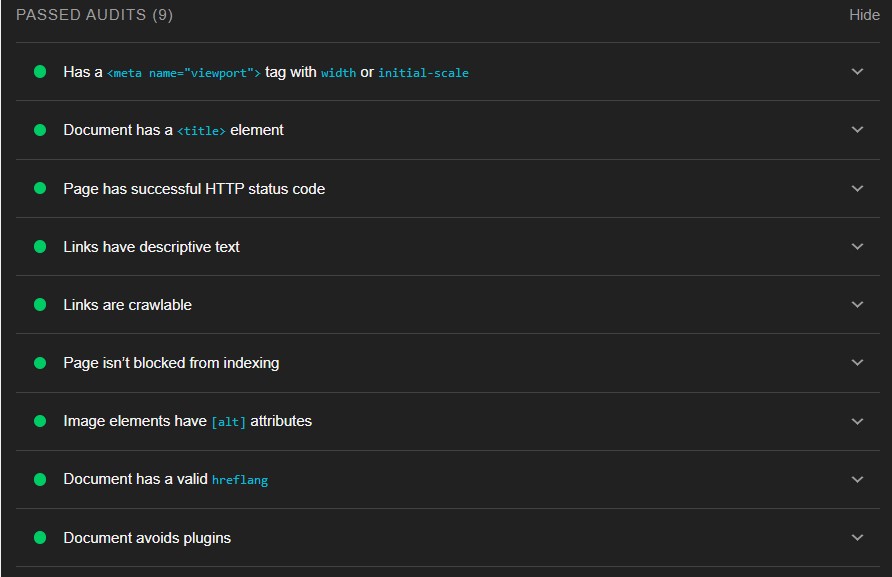 PASSED AUDITS (9) Hide
Has a <meta name="viewport"> tag with width or initial-scale
Document has a <title> element
Page has successful HTTP status code
Links have descriptive text
Links are crawlable
Page isn’t blocked from indexing
Image elements have [alt] attributes
Document has a valid hreflang
Document avoids plugins